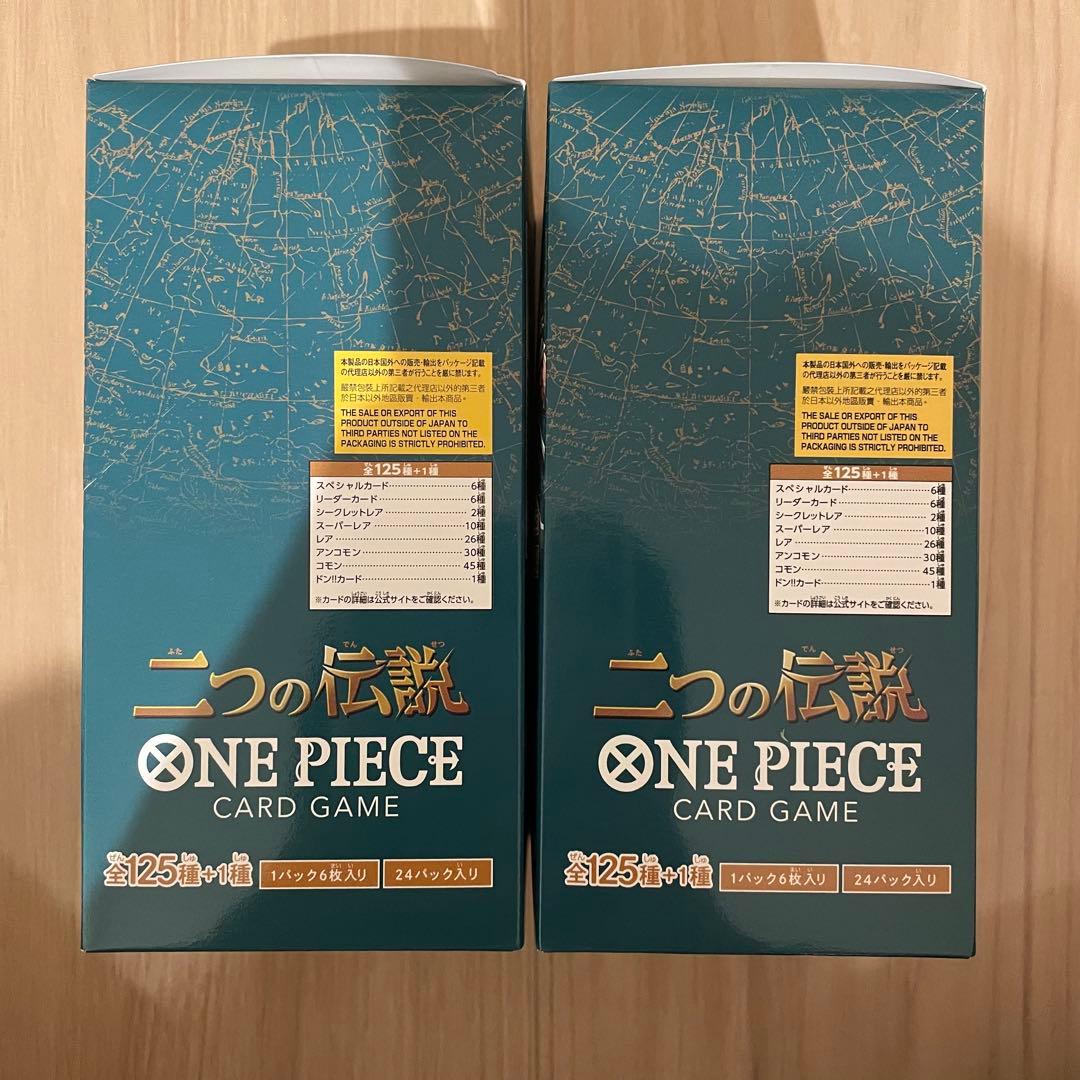 本製品の日本国外への販売・輸出をパッケージ記載
の代理店以外の第三者が行うことを厳に禁じます。
嚴禁包裝上所記載之代理店以外的第三者
於日本以外地區販賣・輸出本商品。
THE SALE OR EXPORT OF THIS
PRODUCT OUTSIDE OF JAPAN TO
THIRD PARTIES NOT LISTED ON THE
PACKAGING IS STRICTLY PROHIBITED.
全125種+1種
スペシャルカード 6種
リーダーカード 6種
シークレットレア 2種
スーパーレア 10種
レア 26種
アンコモン 30種
コモン 45種
ドン!!カード 1種
※カードの詳細は公式サイトをご確認ください。
二つの伝説
ONE PIECE
CARD GAME
全125種+1種
1パック6枚入り
24パック入り
本製品の日本国外への販売・輸出をパッケージ記載
の代理店以外の第三者が行うことを厳に禁じます。
嚴禁包裝上所記載之代理店以外的第三者
於日本以外地區販賣・輸出本商品。
THE SALE OR EXPORT OF THIS
PRODUCT OUTSIDE OF JAPAN TO
THIRD PARTIES NOT LISTED ON THE
PACKAGING IS STRICTLY PROHIBITED.
全125種+1種
スペシャルカード 6種
リーダーカード 6種
シークレットレア 2種
スーパーレア 10種
レア 26種
アンコモン 30種
コモン 45種
ドン!!カード 1種
※カードの詳細は公式サイトをご確認ください。
二つの伝説
ONE PIECE
CARD GAME
全125種+1種
1パック6枚入り
24パック入り